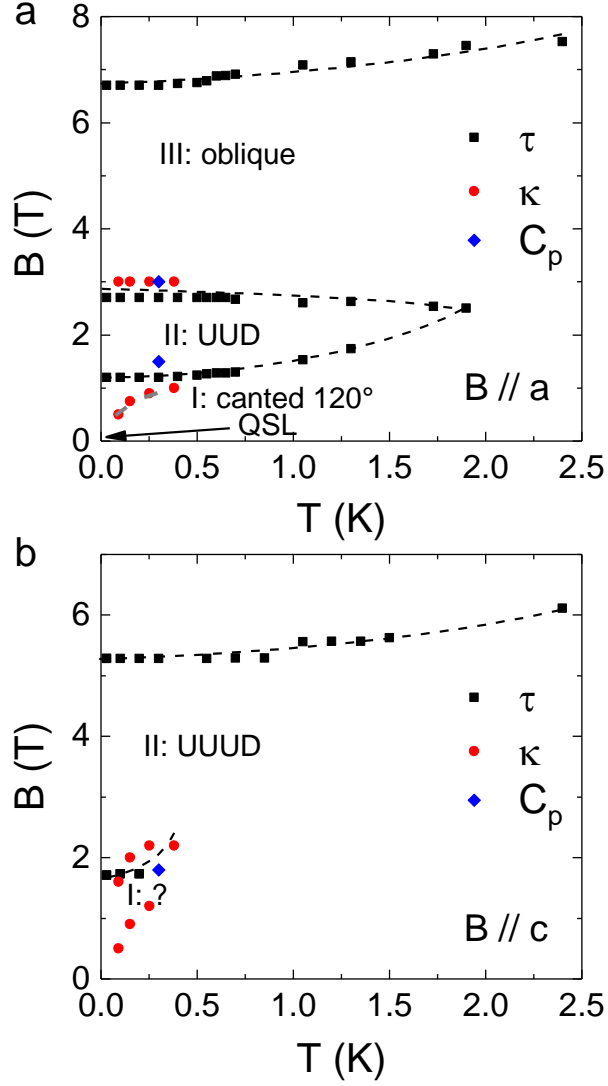 a
8
6
4
2
0
B (T)
III: oblique
τ
κ
Cp
II: UUD
I: canted 120°
QSL
B // a
0.0 0.5 1.0 1.5 2.0 2.5
T (K)
b
6
4
2
0
B (T)
II: UUUD
τ
κ
Cp
I: ?
B // c
0.0 0.5 1.0 1.5 2.0 2.5
T (K)